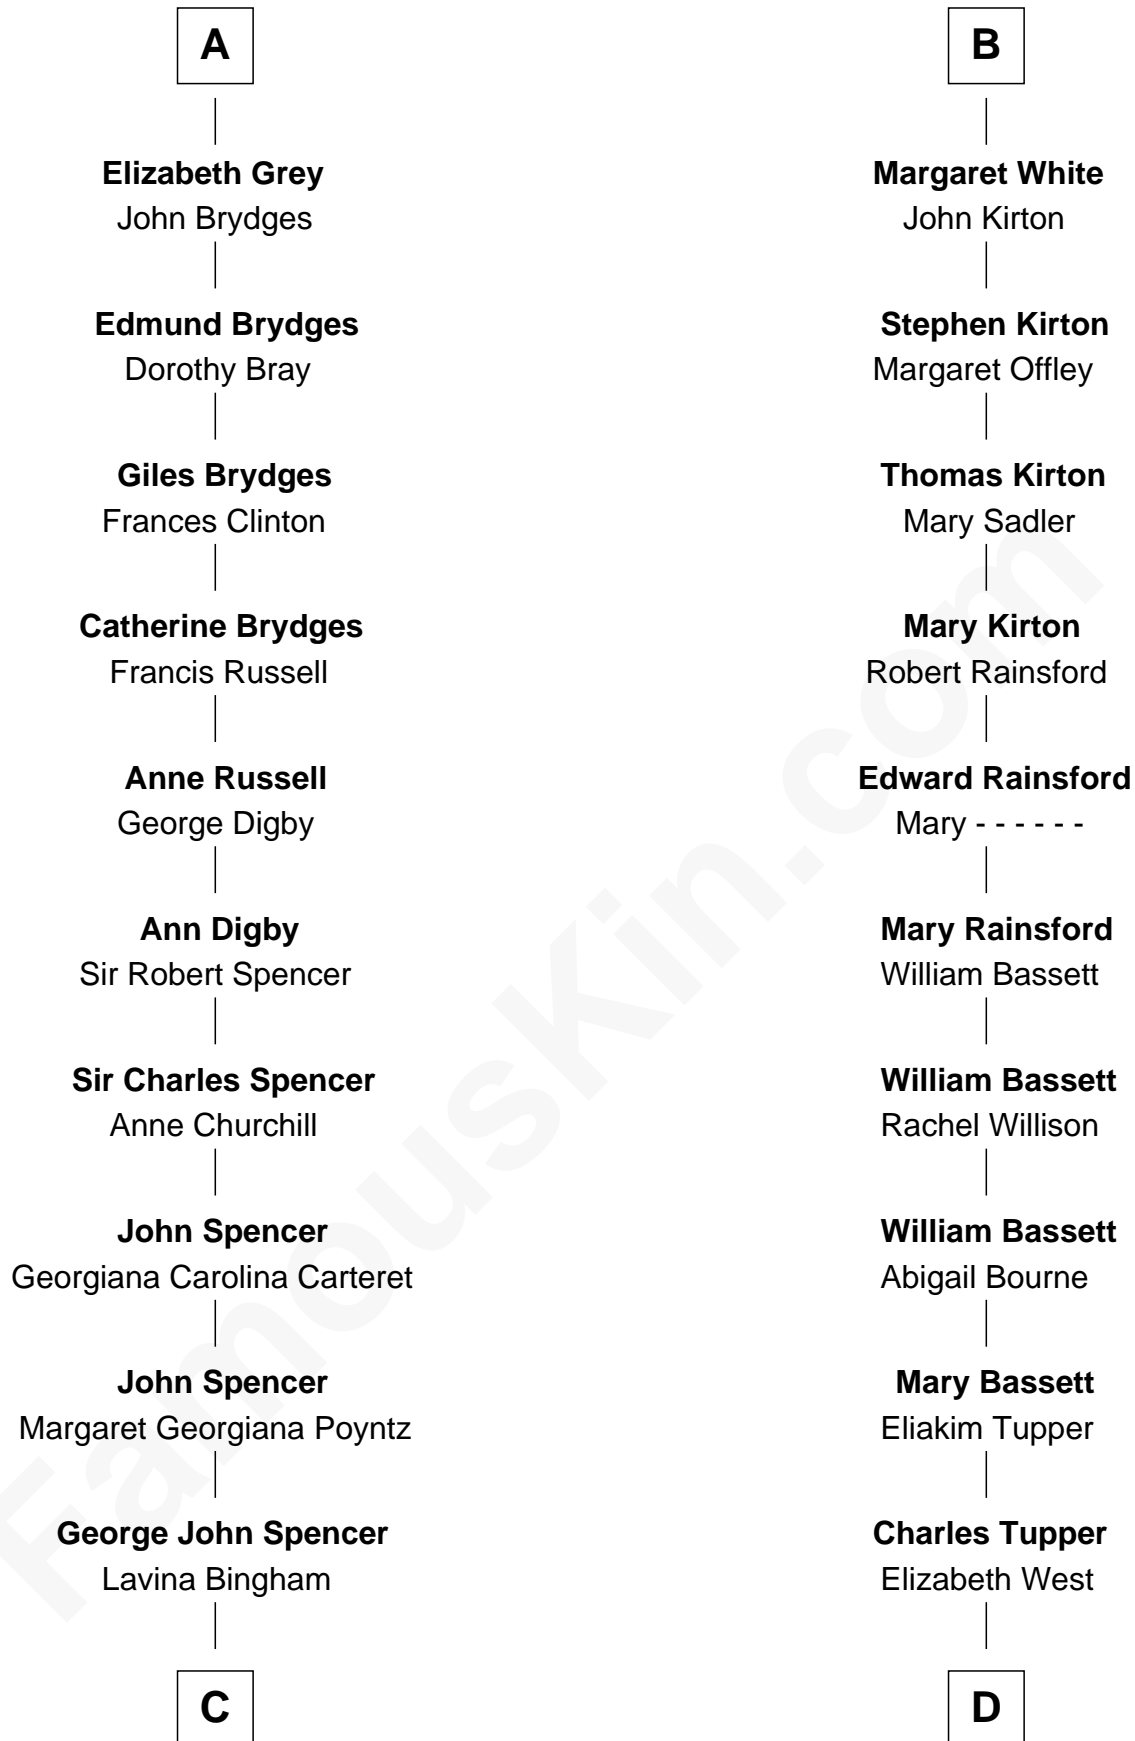 A
Elizabeth Grey
John Brydges
Edmund Brydges
Dorothy Bray
Giles Brydges
Frances Clinton
Catherine Brydges
Francis Russell
Anne Russell
George Digby
Ann Digby
Sir Robert Spencer
Sir Charles Spencer
Anne Churchill
John Spencer
Georgiana Carolina Carteret
John Spencer
Margaret Georgiana Poyntz
George John Spencer
Lavina Bingham
C
B
Margaret White
John Kirton
Stephen Kirton
Margaret Offley
Thomas Kirton
Mary Sadler
Mary Kirton
Robert Rainsford
Edward Rainsford
Mary - - - - - -
Mary Rainsford
William Bassett
William Bassett
Rachel Willison
William Bassett
Abigail Bourne
Mary Bassett
Eliakim Tupper
Charles Tupper
Elizabeth West
D
FamousKin.com